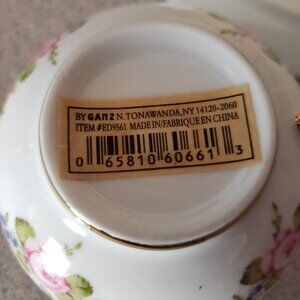 BY GANZ N.TONAWANDA,NY 14120-2060
ITEM #ED9561 MADE IN/FABRIQUE EN CHINA
0 65810 60661 3